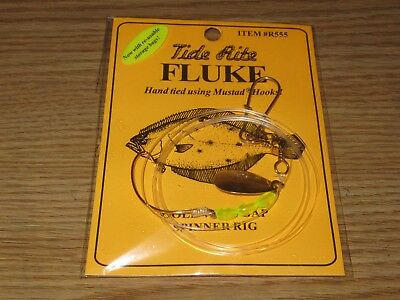 ITEM #R555
Now with re-usable
storage bags!
Tide Rite
FLUKE
Hand tied using Mustad® Hooks!
SPINNER RIG